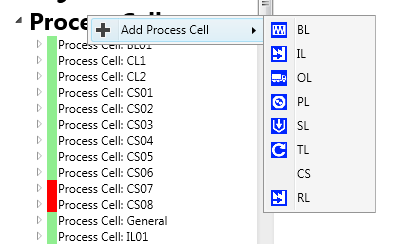 Process Cell
Add Process Cell
BL
IL
OL
PL
SL
TL
CS
RL
Process Cell: BL01
Process Cell: CL1
Process Cell: CL2
Process Cell: CS01
Process Cell: CS02
Process Cell: CS03
Process Cell: CS04
Process Cell: CS05
Process Cell: CS06
Process Cell: CS07
Process Cell: CS08
Process Cell: General
Process Cell: IL01